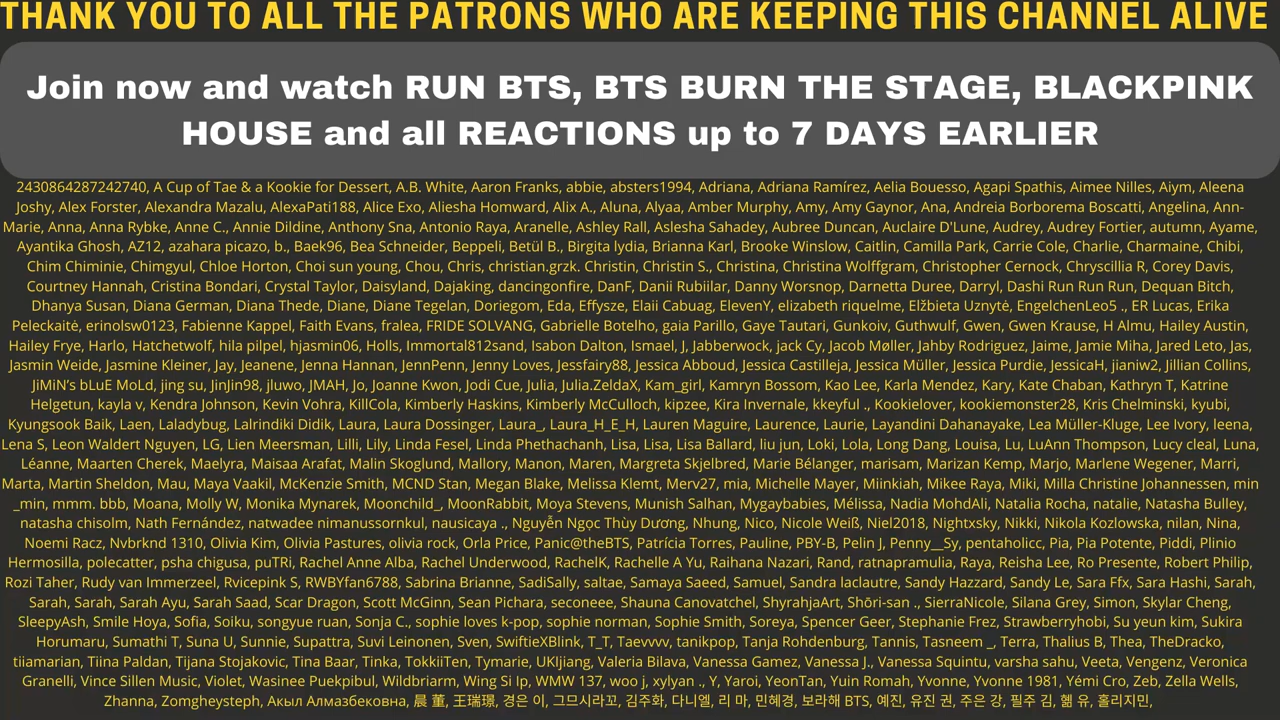 THANK YOU TO ALL THE PATRONS WHO ARE KEEPING THIS CHANNEL ALIVE
Join now and watch RUN BTS, BTS BURN THE STAGE, BLACKPINK
HOUSE and all REACTIONS up to 7 DAYS EARLIER
2430864287242740, A Cup of Tae & a Kookie for Dessert, A.B. White, Aaron Franks, abbie, absters1994, Adriana, Adriana Ramírez, Aelia Bouesso, Agapi Spathis, Aimee Nilles, Aiym, Aleena
Joshy, Alex Forster, Alexandra Mazalu, AlexaPati188, Alice Exo, Aliesha Homward, Alix A., Aluna, Alyaa, Amber Murphy, Amy, Amy Gaynor, Ana, Andreia Borborema Boscatti, Angelina, Ann-
Marie, Anna, Anna Rybke, Anne C., Annie Dildine, Anthony Sna, Antonio Raya, Aranelle, Ashley Rall, Aslesha Sahadey, Aubree Duncan, Auclaire D'Lune, Audrey, Audrey Fortier, autumn, Ayame,
Ayantika Ghosh, AZ12, azahara picazo, b., Baek96, Bea Schneider, Beppeli, Betül B., Birgita lydia, Brianna Karl, Brooke Winslow, Caitlin, Camilla Park, Carrie Cole, Charlie, Charmaine, Chibi,
Chim Chiminie, Chimgyul, Chloe Horton, Choi sun young, Chou, Chris, christian.grzk. Christin, Christin S., Christina, Christina Wolffgram, Christopher Cernock, Chryscillia R, Corey Davis,
Courtney Hannah, Cristina Bondari, Crystal Taylor, Daisyland, Dajaking, dancingonfire, DanF, Danii Rubiilar, Danny Worsnop, Darnetta Duree, Darryl, Dashi Run Run Run, Dequan Bitch,
Dhanya Susan, Diana German, Diana Thede, Diane, Diane Tegelan, Doriegom, Eda, Effysze, Elaii Cabuag, ElevenY, elizabeth riquelme, Elžbieta Uznytė, EngelchenLeo5 ., ER Lucas, Erika
Peleckaitė, erinolsw0123, Fabienne Kappel, Faith Evans, fralea, FRIDE SOLVANG, Gabrielle Botelho, gaia Parillo, Gaye Tautari, Gunkoiv, Guthwulf, Gwen, Gwen Krause, H Almu, Hailey Austin,
Hailey Frye, Harlo, Hatchetwolf, hila pilpel, hjasmin06, Holls, Immortal812sand, Isabon Dalton, Ismael, J, Jabberwock, jack Cy, Jacob Møller, Jahby Rodriguez, Jaime, Jamie Miha, Jared Leto, Jas,
Jasmin Weide, Jasmine Kleiner, Jay, Jeanene, Jenna Hannan, JennPenn, Jenny Loves, Jessfairy88, Jessica Abboud, Jessica Castilleja, Jessica Müller, Jessica Purdie, JessicaH, jianiw2, Jillian Collins,
JiMiN's bLuE MoLd, jing su, JinJin98, jluwo, JMAH, Jo, Joanne Kwon, Jodi Cue, Julia, Julia.ZeldaX, Kam_girl, Kamryn Bossom, Kao Lee, Karla Mendez, Kary, Kate Chaban, Kathryn T, Katrine
Helgetun, kayla v, Kendra Johnson, Kevin Vohra, KillCola, Kimberly Haskins, Kimberly McCulloch, kipzee, Kira Invernale, kkeyful ., Kookielover, kookiemonster28, Kris Chelminski, kyubi,
Kyungsook Baik, Laen, Laladybug, Lalrindiki Didik, Laura, Laura Dossinger, Laura_, Laura_H_E_H, Lauren Maguire, Laurence, Laurie, Layandini Dahanayake, Lea Müller-Kluge, Lee Ivory, leena,
Lena S, Leon Waldert Nguyen, LG, Lien Meersman, Lilli, Lily, Linda Fesel, Linda Phethachanh, Lisa, Lisa, Lisa Ballard, liu jun, Loki, Lola, Long Dang, Louisa, Lu, LuAnn Thompson, Lucy cleal, Luna,
Léanne, Maarten Cherek, Maelyra, Maisaa Arafat, Malin Skoglund, Mallory, Manon, Maren, Margreta Skjelbred, Marie Bélanger, marisam, Marizan Kemp, Marjo, Marlene Wegener, Marri,
Marta, Martin Sheldon, Mau, Maya Vaakil, McKenzie Smith, MCND Stan, Megan Blake, Melissa Klemt, Merv27, mia, Michelle Mayer, Miinkiah, Mikee Raya, Miki, Milla Christine Johannessen, min
_min, mmm. bbb, Moana, Molly W, Monika Mynarek, Moonchild_, MoonRabbit, Moya Stevens, Munish Salhan, Mygaybabies, Mélissa, Nadia MohdAli, Natalia Rocha, natalie, Natasha Bulley,
natasha chisolm, Nath Fernández, natwadee nimanussornkul, nausicaya ., Nguyễn Ngọc Thùy Dương, Nhung, Nico, Nicole Weiß, Niel2018, Nightxsky, Nikki, Nikola Kozlowska, nilan, Nina,
Noemi Racz, Nvbrknd 1310, Olivia Kim, Olivia Pastures, olivia rock, Orla Price, Panic@theBTS, Patrícia Torres, Pauline, PBY-B, Pelin J, Penny__Sy, pentaholicc, Pia, Pia Potente, Piddi, Plinio
Hermosilla, polecatter, psha chigusa, puTRi, Rachel Anne Alba, Rachel Underwood, RachelK, Rachelle A Yu, Raihana Nazari, Rand, ratnapramulia, Raya, Reisha Lee, Ro Presente, Robert Philip,
Rozi Taher, Rudy van Immerzeel, Rvicepink S, RWBYfan6788, Sabrina Brianne, SadiSally, saltae, Samaya Saeed, Samuel, Sandra laclautre, Sandy Hazzard, Sandy Le, Sara Ffx, Sara Hashi, Sarah,
Sarah, Sarah, Sarah Ayu, Sarah Saad, Scar Dragon, Scott McGinn, Sean Pichara, seconeee, Shauna Canovatchel, ShyrahjaArt, Shōri-san ., SierraNicole, Silana Grey, Simon, Skylar Cheng,
SleepyAsh, Smile Hoya, Sofia, Soiku, songyue ruan, Sonja C., sophie loves k-pop, sophie norman, Sophie Smith, Soreya, Spencer Geer, Stephanie Frez, Strawberryhobi, Su yeun kim, Sukira
Horumaru, Sumathi T, Suna U, Sunnie, Supattra, Suvi Leinonen, Sven, SwiftieXBlink, T_T, Taevvvv, tanikpop, Tanja Rohdenburg, Tannis, Tasneem _, Terra, Thalius B, Thea, TheDracko,
tiiamarian, Tiina Paldan, Tijana Stojakovic, Tina Baar, Tinka, TokkiiTen, Tymarie, UKIjiang, Valeria Bilava, Vanessa Gamez, Vanessa J., Vanessa Squintu, varsha sahu, Veeta, Vengenz, Veronica
Granelli, Vince Sillen Music, Violet, Wasinee Puekpibul, Wildbriarm, Wing Si Ip, WMW 137, woo j, xylyan ., Y, Yaroi, YeonTan, Yuin Romah, Yvonne, Yvonne 1981, Yémi Cro, Zeb, Zella Wells,
Zhanna, Zomgheysteph, Акыл Алмазбековна, 晨 董, 王瑞璟, 경은 이, 그므시라꼬, 김주화, 다니엘, 리 마, 민혜경, 보라해 BTS, 예진, 유진 권, 주은 강, 필주 김, 혤 유, 홀리지민,